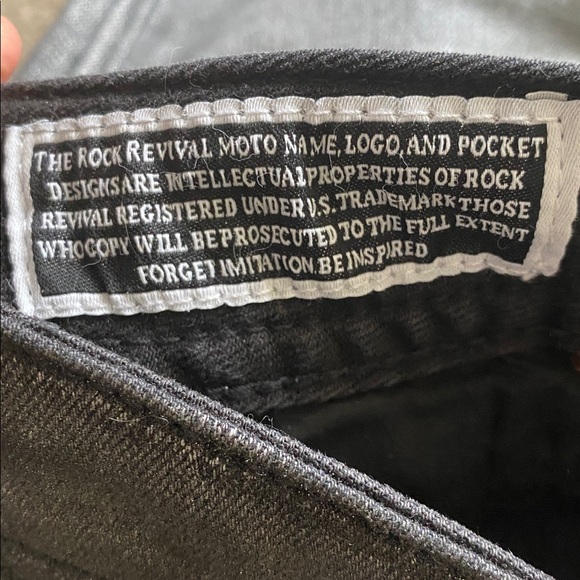 THE ROCK REVIVAL MOTO NAME, LOGO, AND POCKET
DESIGNS ARE INTELLECTUAL PROPERTIES OF ROCK
REVIVAL REGISTERED UNDER U.S. TRADEMARK THOSE
WHO COPY WILL BE PROSECUTED TO THE FULL EXTENT
FORGET IMITATION. BE INSPIRED